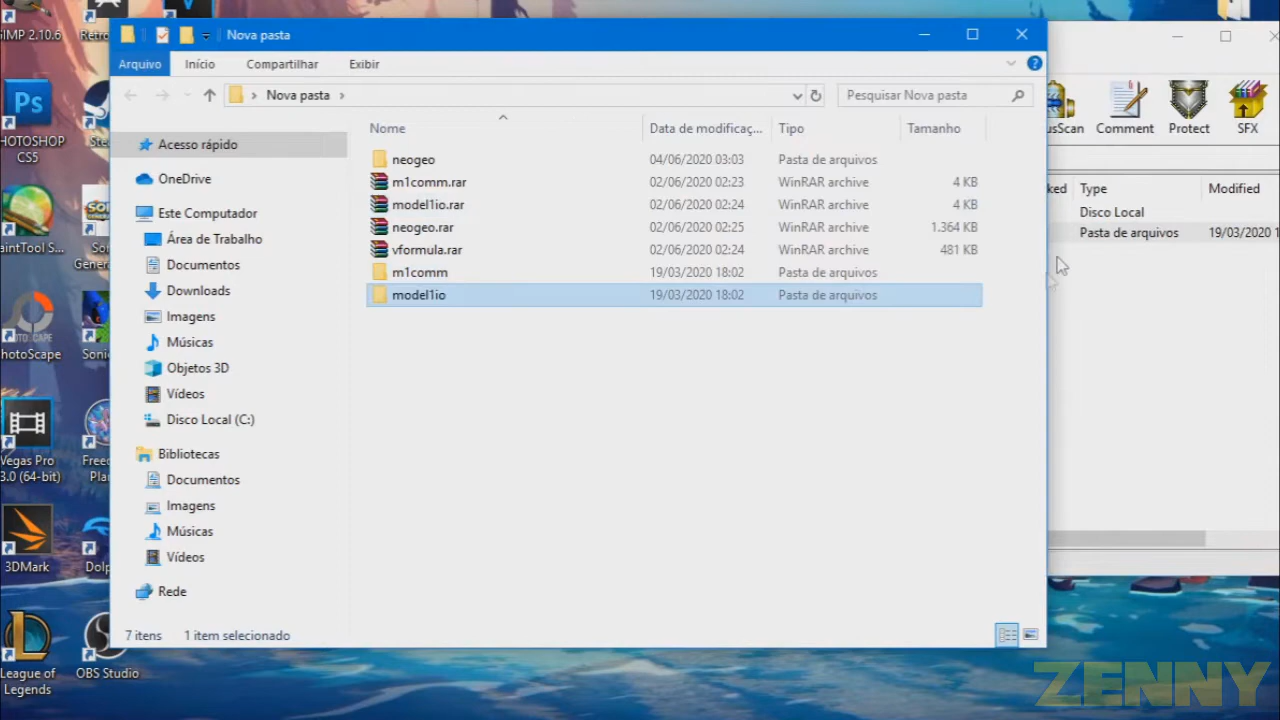 GIMP 2.10.6
Nova pasta
Arquivo
Início
Compartilhar
Exibir
Nova pasta
Pesquisar Nova pasta
Nome
Data de modificaç...
Tipo
Tamanho
neogeo 04/06/2020 03:03 Pasta de arquivos
m1comm.rar 02/06/2020 02:23 WinRAR archive 4 KB
model1io.rar 02/06/2020 02:24 WinRAR archive 4 KB
neogeo.rar 02/06/2020 02:25 WinRAR archive 1.364 KB
vformula.rar 02/06/2020 02:24 WinRAR archive 481 KB
m1comm 19/03/2020 18:02 Pasta de arquivos
model1io 19/03/2020 18:02 Pasta de arquivos
Acesso rápido
OneDrive
Este Computador
Área de Trabalho
Documentos
Downloads
Imagens
Músicas
Objetos 3D
Vídeos
Disco Local (C:)
Bibliotecas
Documentos
Imagens
Músicas
Vídeos
Rede
7 itens
1 item selecionado
Comment
Protect
SFX
Type
Modified
Disco Local
Pasta de arquivos 19/03/2020 1
Ps
HOTOSHOP
CS5
aintTool S...
hotoScape
Sonic
Vegas Pro
3.0 (64-bit)
3DMark
League of
Legends
OBS Studio
ZENNY